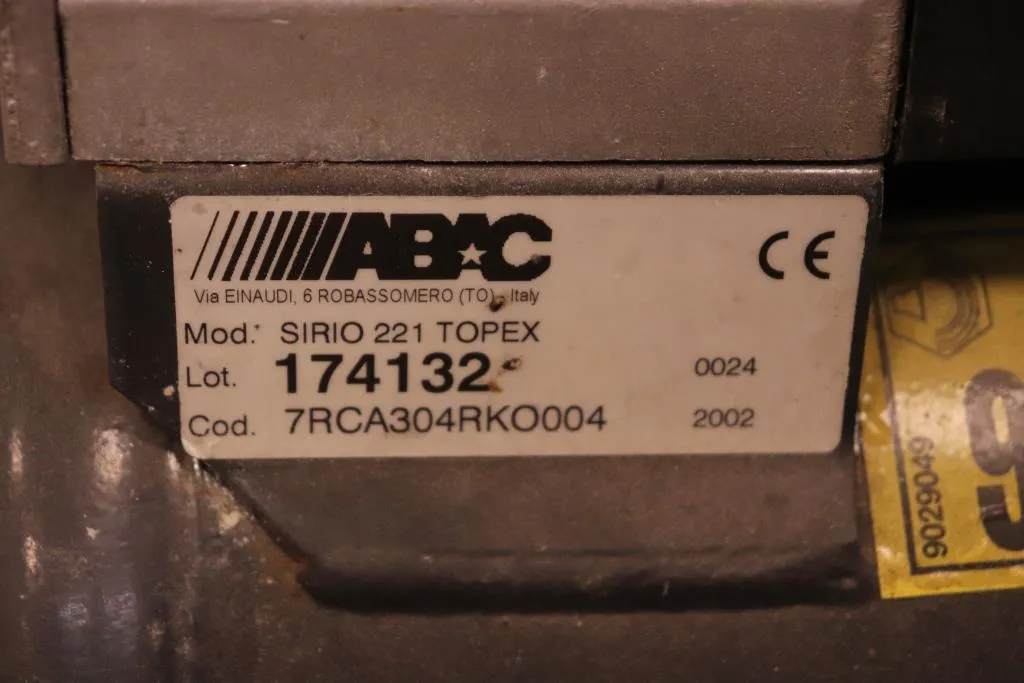 ABAC
CE
Via EINAUDI, 6 ROBASSOMERO (TO) - Italy
Mod. SIRIO 221 TOPEX
Lot. 174132 0024
Cod. 7RCA304RKO004 2002
9029049
9